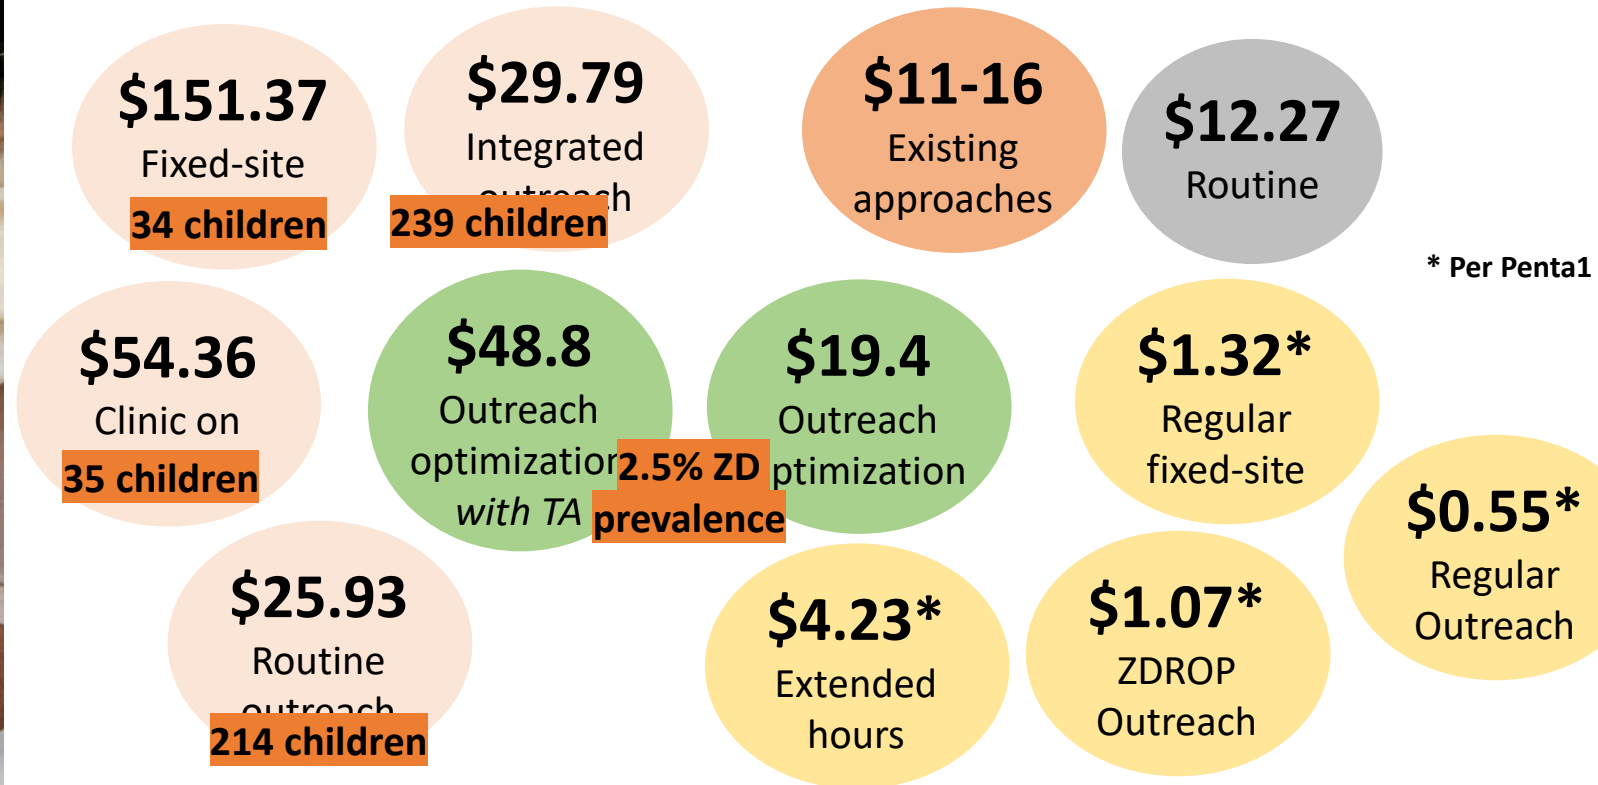 $151.37
Fixed-site
34 children
$29.79
Integrated
outreach
239 children
$11-16
Existing
approaches
$12.27
Routine
* Per Penta1
$54.36
Clinic on
35 children
$48.8
Outreach
optimization
with TA
2.5% ZD
prevalence
$19.4
Outreach
ptimization
$1.32*
Regular
fixed-site
$0.55*
Regular
Outreach
$25.93
Routine
outreach
214 children
$4.23*
Extended
hours
$1.07*
ZDROP
Outreach